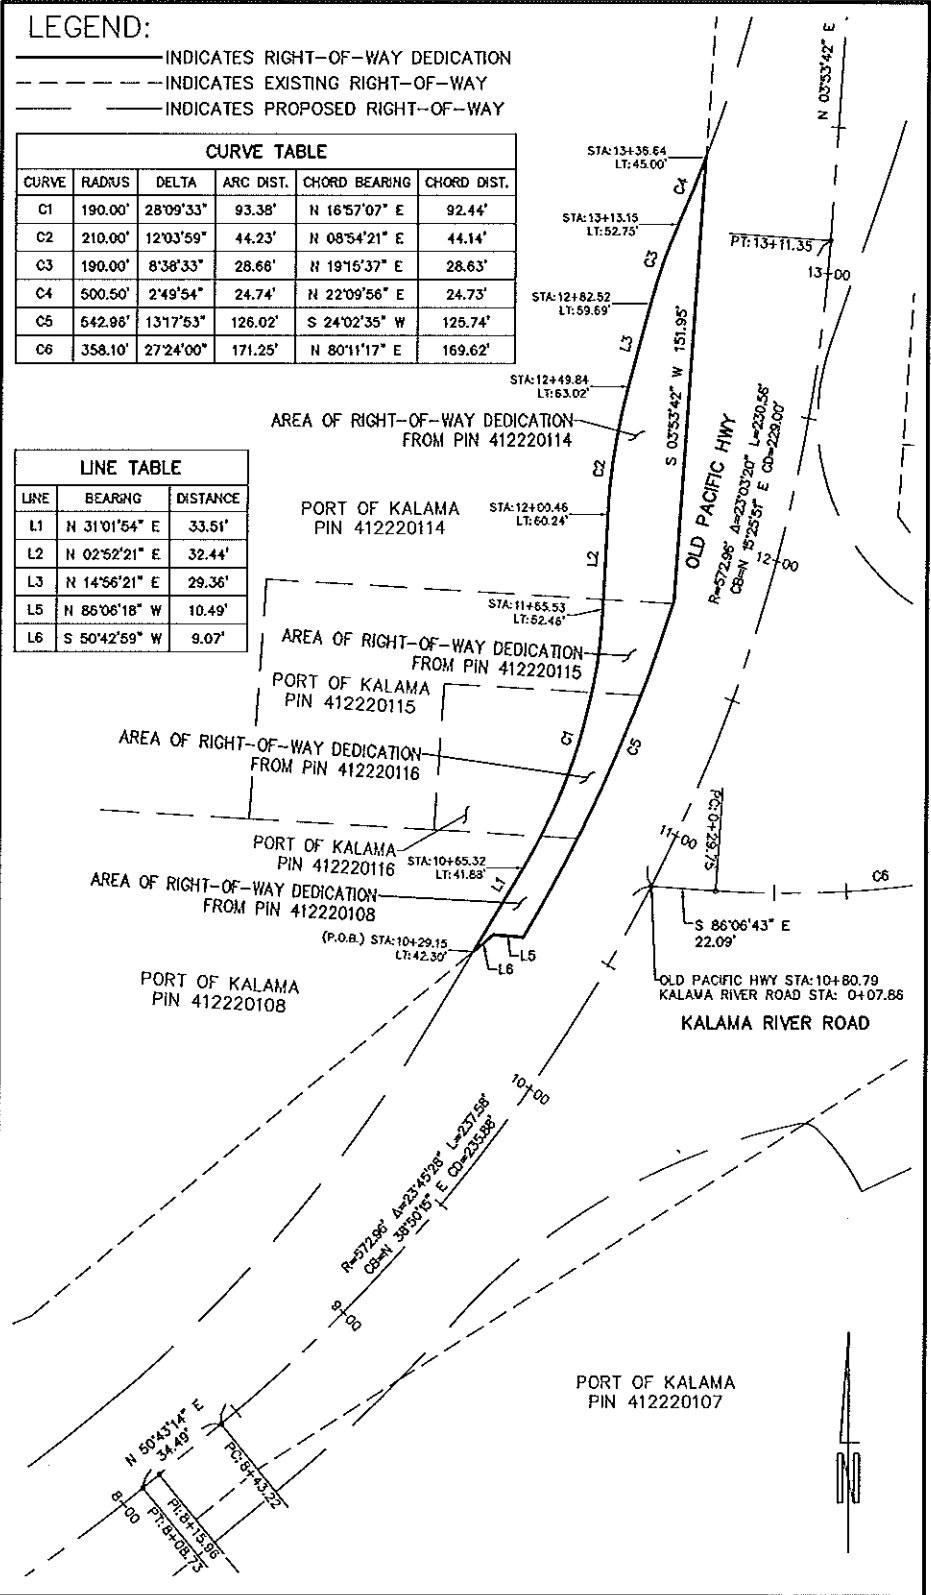 LEGEND:
INDICATES RIGHT-OF-WAY DEDICATION
INDICATES EXISTING RIGHT-OF-WAY
INDICATES PROPOSED RIGHT-OF-WAY
CURVE TABLE
CURVE RADIUS DELTA ARC DIST. CHORD BEARING CHORD DIST.
C1 190.00' 28°09'33" 93.38' N 16°57'07" E 92.44'
C2 210.00' 12°03'59" 44.23' N 08°54'21" E 44.14'
C3 190.00' 8°38'33" 28.66' N 19°15'37" E 28.63'
C4 500.50' 2°49'54" 24.74' N 22°09'56" E 24.73'
C5 542.96' 13°17'53" 126.02' S 24°02'35" W 125.74'
C6 358.10' 27°24'00" 171.25' N 80°11'17" E 169.62'
LINE TABLE
LINE BEARING DISTANCE
L1 N 31°01'54" E 33.51'
L2 N 02°52'21" E 32.44'
L3 N 14°56'21" E 29.36'
L5 N 86°06'18" W 10.49'
L6 S 50°42'59" W 9.07'
N 03°53'42" E
STA:13+36.64
LT:45.00'
C4
STA:13+13.15
LT:52.75'
C3
PT:13+11.35
13+00
STA:12+82.52
LT:59.69'
L3
S 03°53'42" W 151.95'
STA:12+49.84
LT:63.02'
AREA OF RIGHT-OF-WAY DEDICATION
FROM PIN 412220114
C2
OLD PACIFIC HWY
R=572.96' Δ=23°03'20" L=230.56'
CB=N 15°25'51" E CD=229.00'
PORT OF KALAMA
PIN 412220114
STA:12+00.46
LT:60.24'
L2
12+00
STA:11+65.53
LT:52.46'
AREA OF RIGHT-OF-WAY DEDICATION
FROM PIN 412220115
PORT OF KALAMA
PIN 412220115
C1
C5
AREA OF RIGHT-OF-WAY DEDICATION
FROM PIN 412220116
PC:0+29.75
11+00
PORT OF KALAMA
PIN 412220116
STA:10+65.32
LT:41.88'
L1
C6
AREA OF RIGHT-OF-WAY DEDICATION
FROM PIN 412220108
S 86°06'43" E
22.09'
(P.O.B.) STA:10+29.15
LT:42.30'
L5
L6
PORT OF KALAMA
PIN 412220108
OLD PACIFIC HWY STA:10+80.79
KALAMA RIVER ROAD STA: 0+07.66
KALAMA RIVER ROAD
10+00
R=572.96' Δ=23°45'28" L=237.58'
CB=N 38°50'15" E CD=235.88'
9+00
PORT OF KALAMA
PIN 412220107
N 50°43'14" E
34.49'
PC:8+43.22
8+00
PI:8+15.96
PT:8+08.73
N